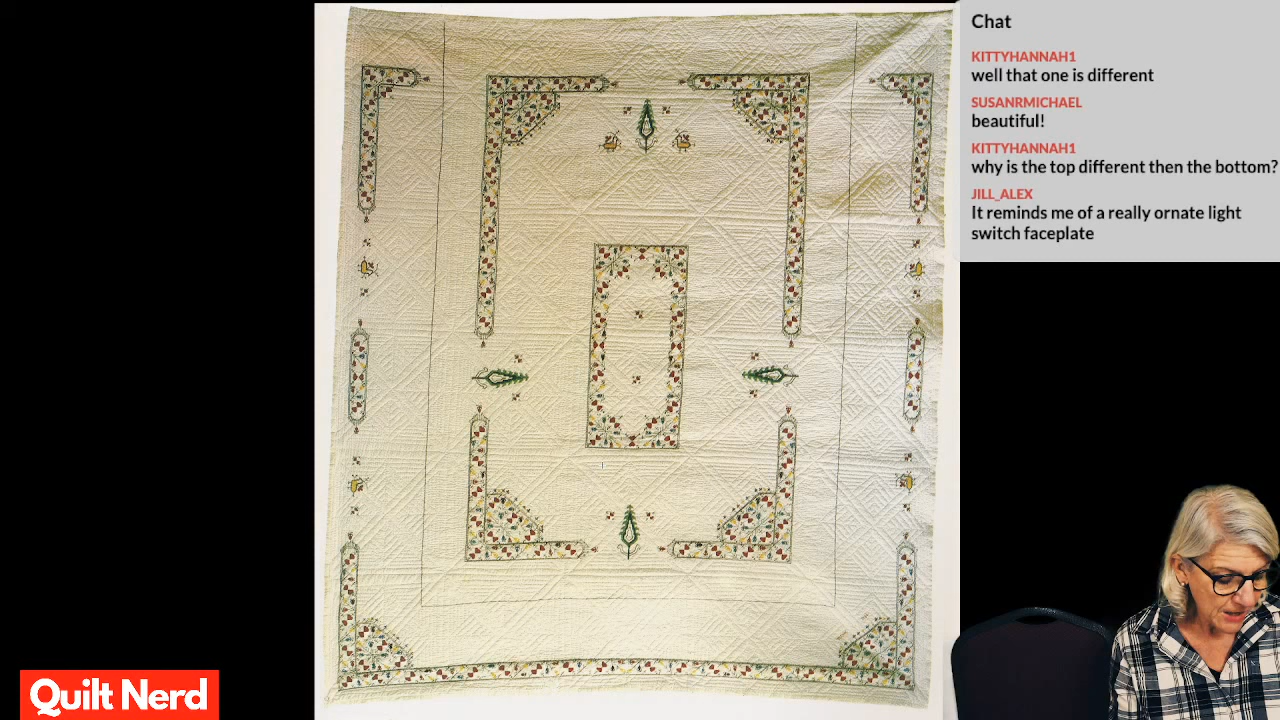 Chat
KITTYHANNAH1
well that one is different
SUSANRMICHAEL
beautiful!
KITTYHANNAH1
why is the top different then the bottom?
JILL_ALEX
It reminds me of a really ornate light
switch faceplate
Quilt Nerd